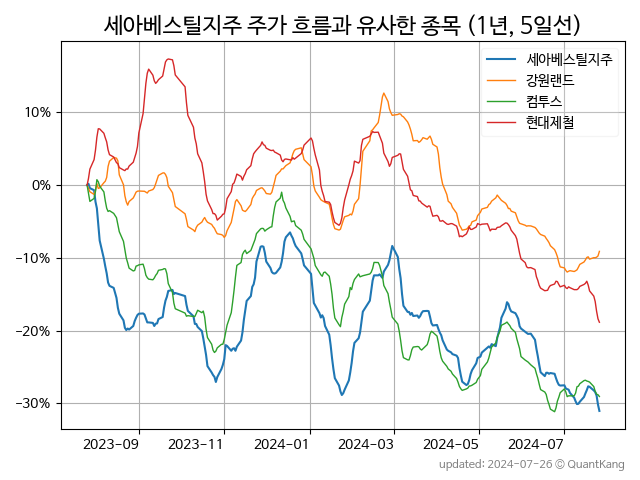 세아베스틸지주 주가 흐름과 유사한 종목 (1년, 5일선)
세아베스틸지주
강원랜드
컴투스
현대제철
10%
0%
−10%
−20%
−30%
2023-09
2023-11
2024-01
2024-03
2024-05
2024-07
updated: 2024-07-26 © QuantKang